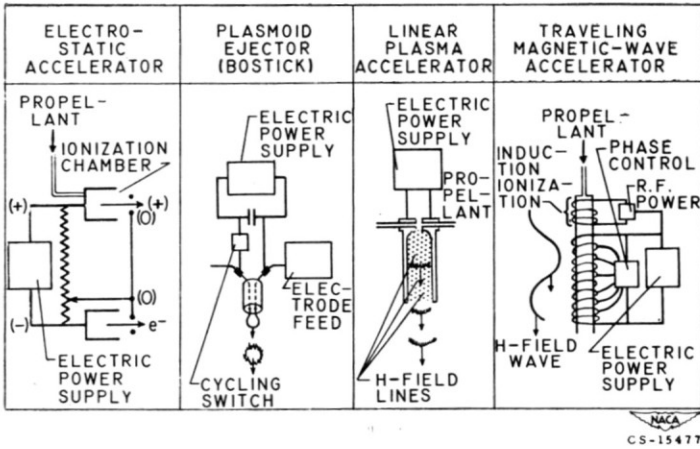 ELECTRO-
STATIC
ACCELERATOR
PLASMOID
EJECTOR
(BOSTICK)
LINEAR
PLASMA
ACCELERATOR
TRAVELING
MAGNETIC-WAVE
ACCELERATOR
PROPEL-
LANT
IONIZATION
CHAMBER
(+)
(+)
(0)
(0)
(-)
e-
ELECTRIC
POWER
SUPPLY
ELECTRIC
POWER
SUPPLY
ELEC-
TRODE
FEED
CYCLING
SWITCH
ELECTRIC
POWER
SUPPLY
PRO-
PEL-
LANT
H-FIELD
LINES
PROPEL-
LANT
INDUC-
TION
IONIZA-
TION
PHASE
CONTROL
R.F.
POWER
H-FIELD
WAVE
ELECTRIC
POWER
SUPPLY
NACA
CS-15477